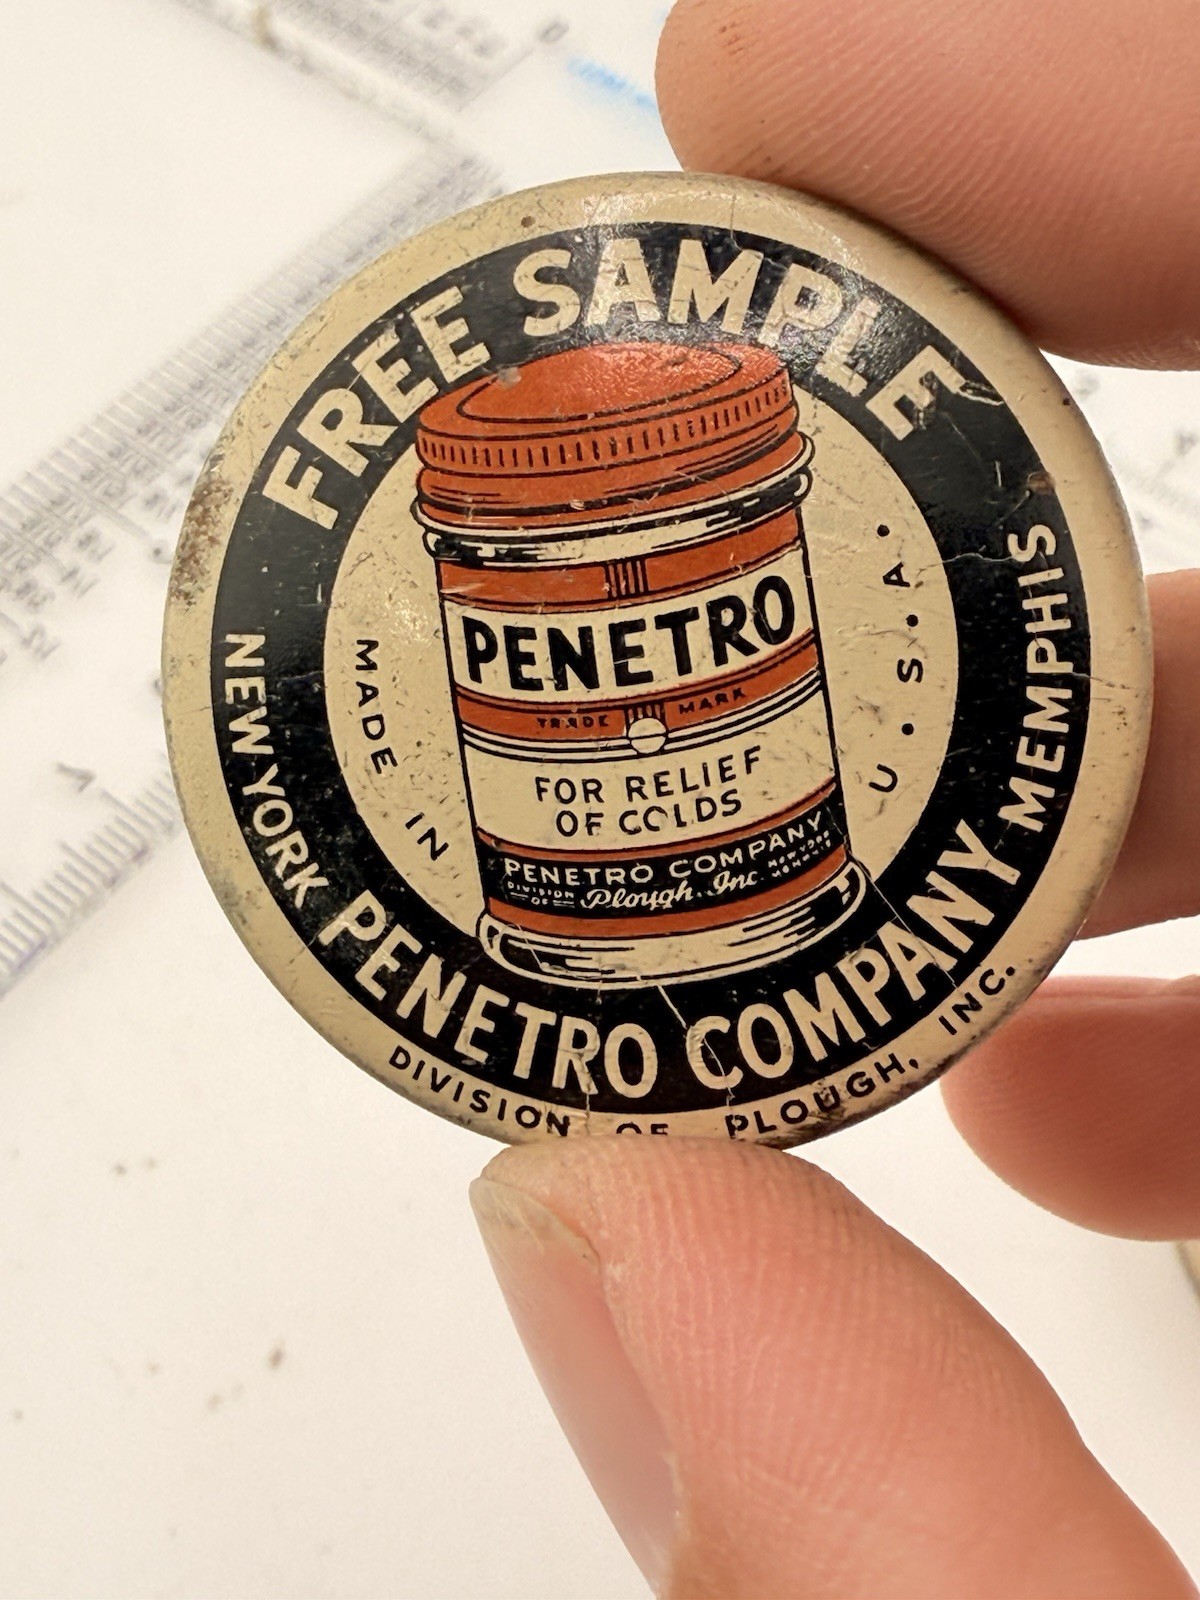 FREE SAMPLE
MADE IN U.S.A.
PENETRO
TRADE MARK
FOR RELIEF
OF COLDS
PENETRO COMPANY
DIVISION
OF
Plough, Inc.
NEW YORK
MEMPHIS
NEW YORK PENETRO COMPANY MEMPHIS
DIVISION OF PLOUGH, INC.